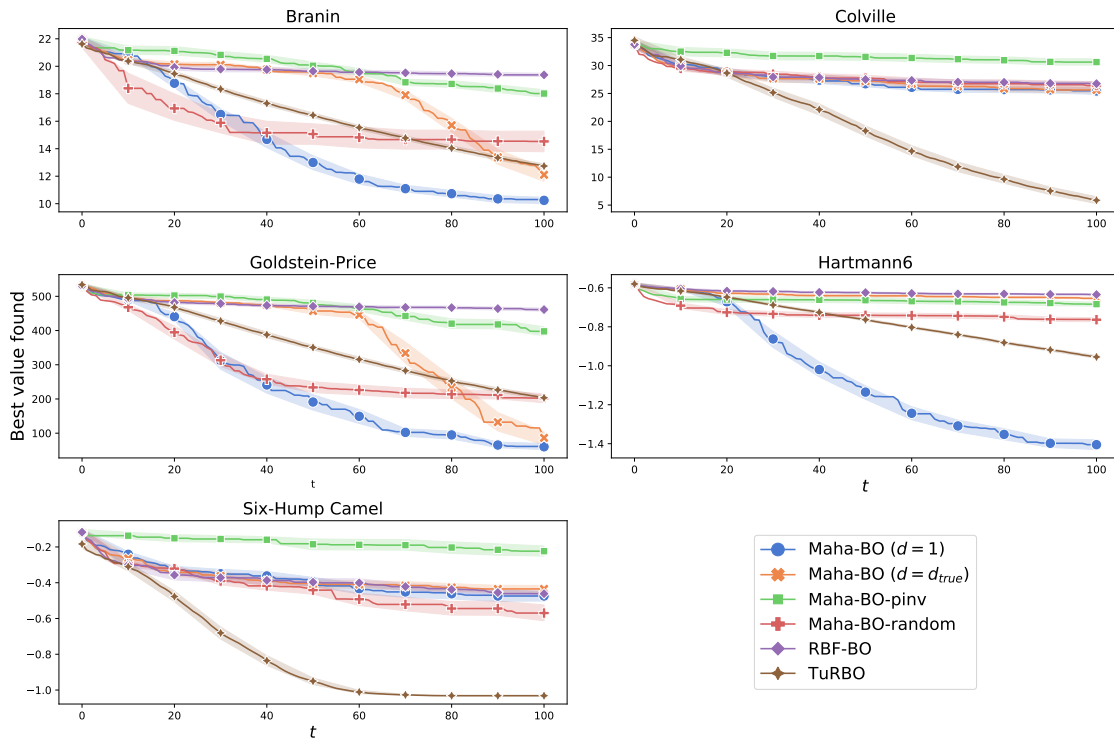 Branin
22
20
18
16
14
12
10
0 20 40 60 80 100
Colville
35
30
25
20
15
10
5
0 20 40 60 80 100
Best value found
Goldstein-Price
500
400
300
200
100
0 20 40 60 80 100
t
Hartmann6
−0.6
−0.8
−1.0
−1.2
−1.4
0 20 40 60 80 100
t
Six-Hump Camel
−0.2
−0.4
−0.6
−0.8
−1.0
0 20 40 60 80 100
t
Maha-BO (d = 1)
Maha-BO (d = d_true)
Maha-BO-pinv
Maha-BO-random
RBF-BO
TuRBO